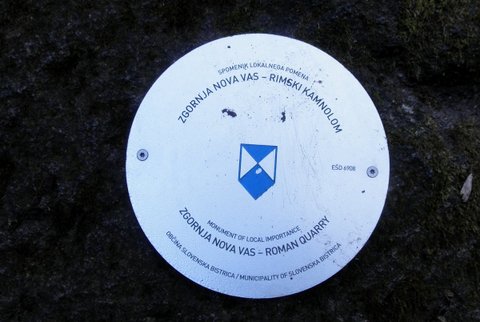 SPOMENIK LOKALNEGA POMENA
ZGORNJA NOVA VAS – RIMSKI KAMNOLOM
EŠD 6908
MONUMENT OF LOCAL IMPORTANCE
ZGORNJA NOVA VAS – ROMAN QUARRY
OBČINA SLOVENSKA BISTRICA / MUNICIPALITY OF SLOVENSKA BISTRICA